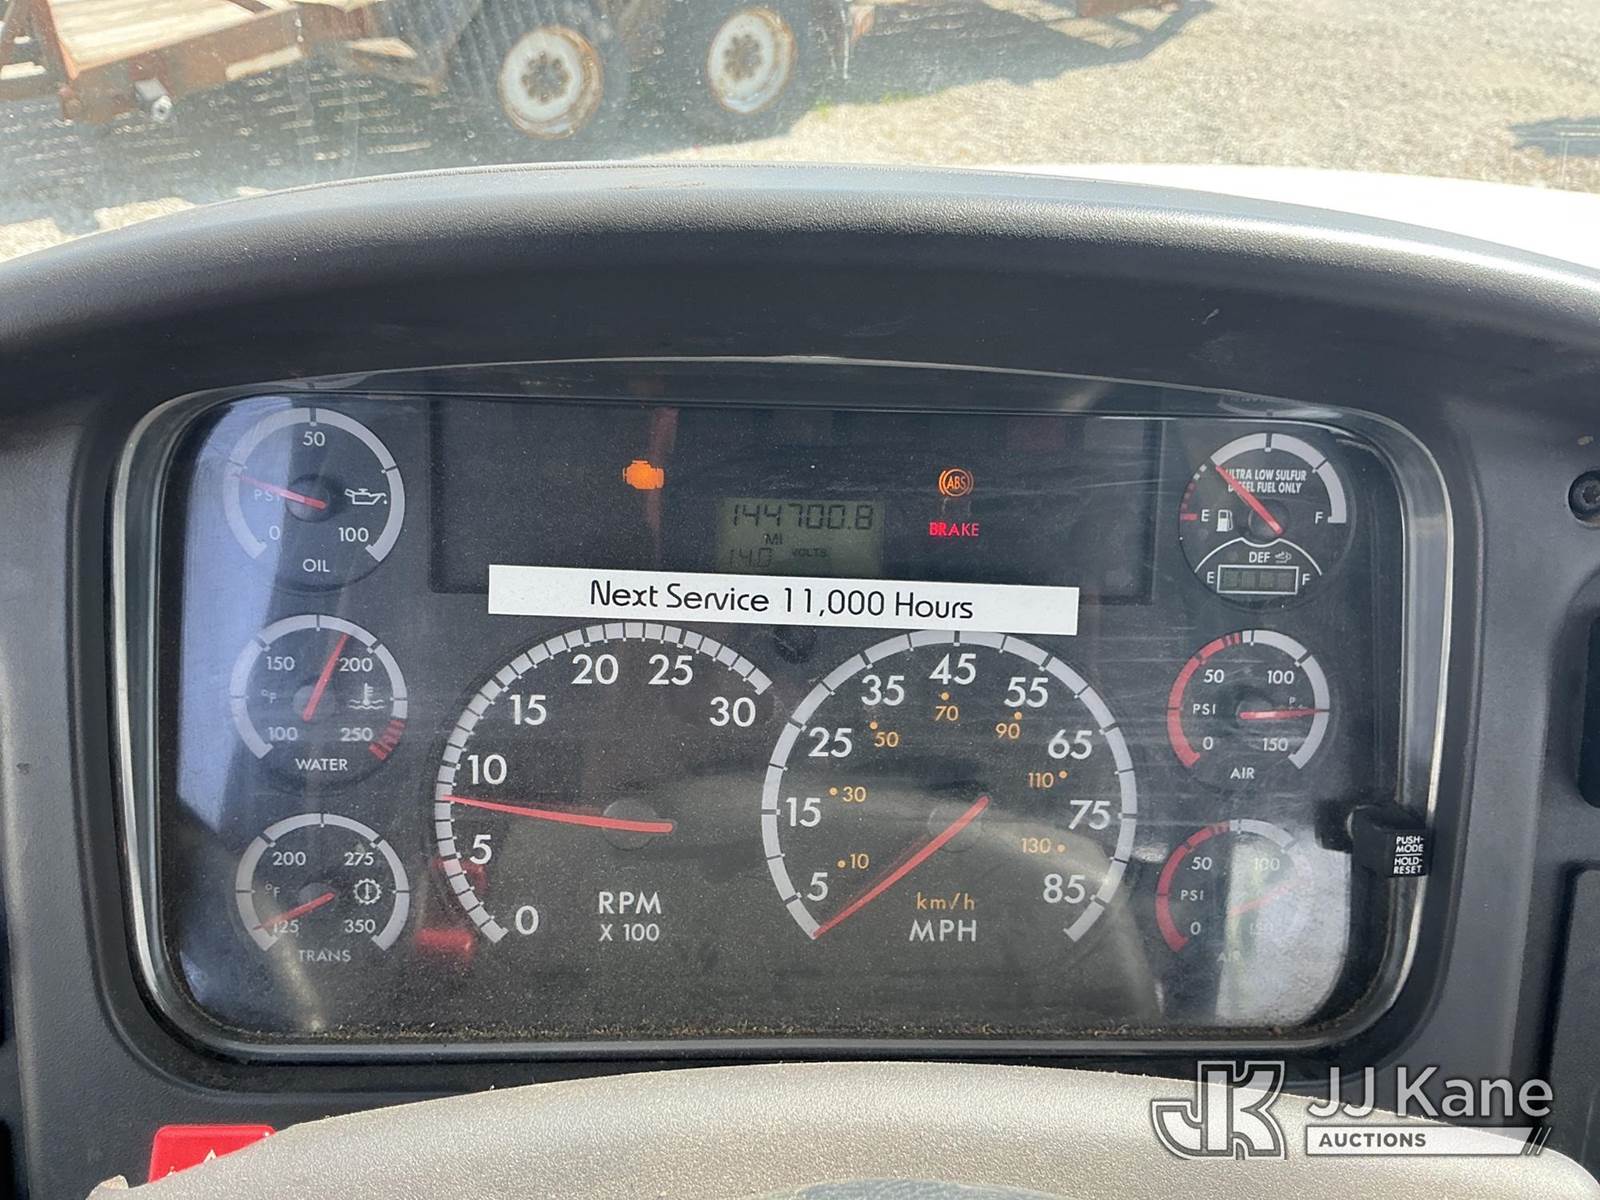 50
PSI
0
100
OIL
150
200
°F
100
250
WATER
200
275
°F
125
350
TRANS
ABS
BRAKE
144700.8
MI
14.0 VOLTS
Next Service 11,000 Hours
0
5
10
15
20
25
30
RPM
X 100
5
15
25
35
45
55
65
75
85
10
30
50
70
90
110
130
km/h
MPH
ULTRA LOW SULFUR
DIESEL FUEL ONLY
E
F
DEF
E
F
50
100
PSI
0
150
AIR
50
100
PSI
0
150
AIR
PUSH-
MODE
HOLD-
RESET
JK
JJ Kane
AUCTIONS